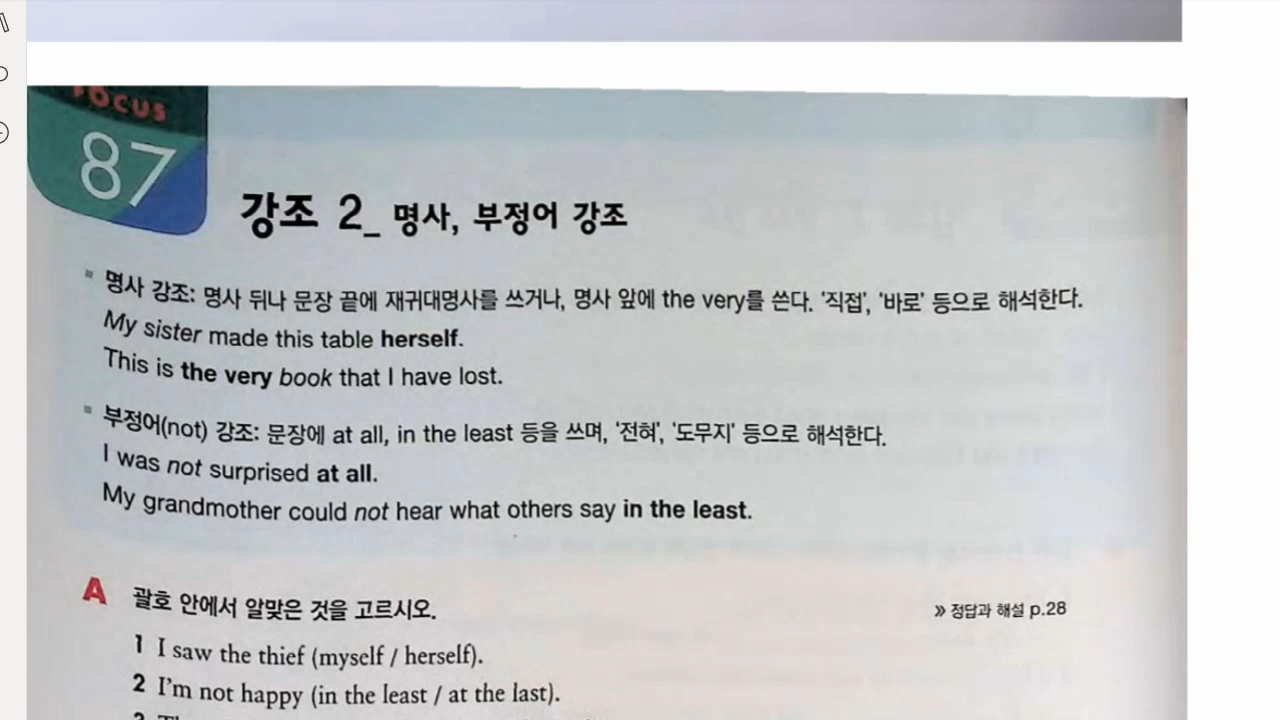 FOCUS
87
강조 2_ 명사, 부정어 강조
명사 강조: 명사 뒤나 문장 끝에 재귀대명사를 쓰거나, 명사 앞에 the very를 쓴다. '직접', '바로' 등으로 해석한다.
My sister made this table herself.
This is the very book that I have lost.
부정어(not) 강조: 문장에 at all, in the least 등을 쓰며, '전혀', '도무지' 등으로 해석한다.
I was not surprised at all.
My grandmother could not hear what others say in the least.
A 괄호 안에서 알맞은 것을 고르시오.
» 정답과 해설 p.28
1 I saw the thief (myself / herself).
2 I'm not happy (in the least / at the last).